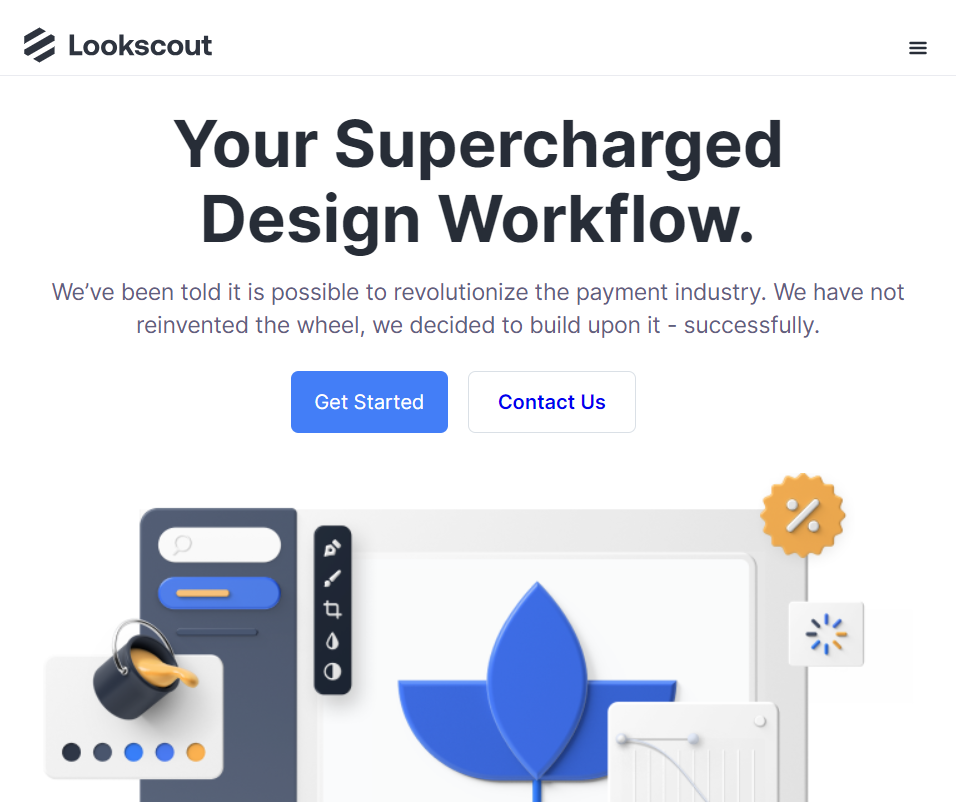 Lookscout
Your Supercharged
Design Workflow.
We’ve been told it is possible to revolutionize the payment industry. We have not
reinvented the wheel, we decided to build upon it - successfully.
Get Started
Contact Us
%